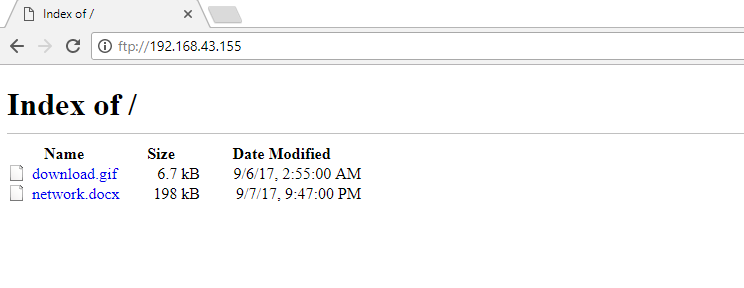 Index of /
ftp://192.168.43.155
Index of /
Name Size Date Modified
download.gif 6.7 kB 9/6/17, 2:55:00 AM
network.docx 198 kB 9/7/17, 9:47:00 PM